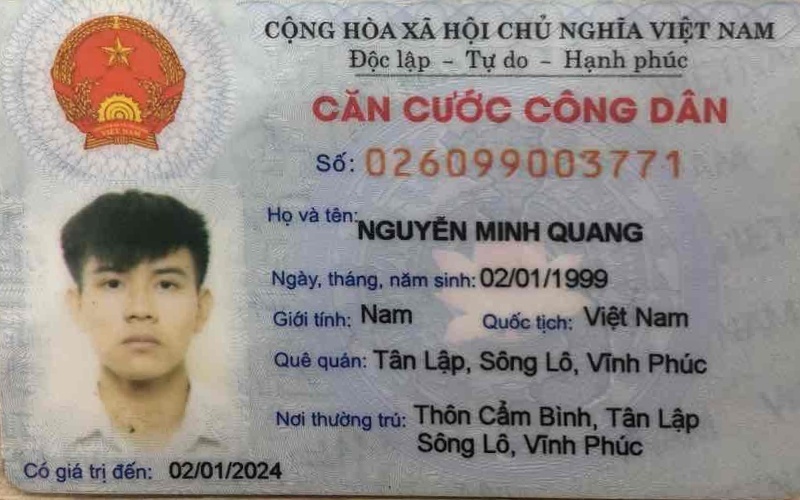 CỘNG HÒA XÃ HỘI CHỦ NGHĨA VIỆT NAM
Độc lập - Tự do - Hạnh phúc
CĂN CƯỚC CÔNG DÂN
Số: 026099003771
Họ và tên: NGUYỄN MINH QUANG
Ngày, tháng, năm sinh: 02/01/1999
Giới tính: Nam Quốc tịch: Việt Nam
Quê quán: Tân Lập, Sông Lô, Vĩnh Phúc
Nơi thường trú: Thôn Cẩm Bình, Tân Lập
Sông Lô, Vĩnh Phúc
Có giá trị đến: 02/01/2024
VIỆT NAM